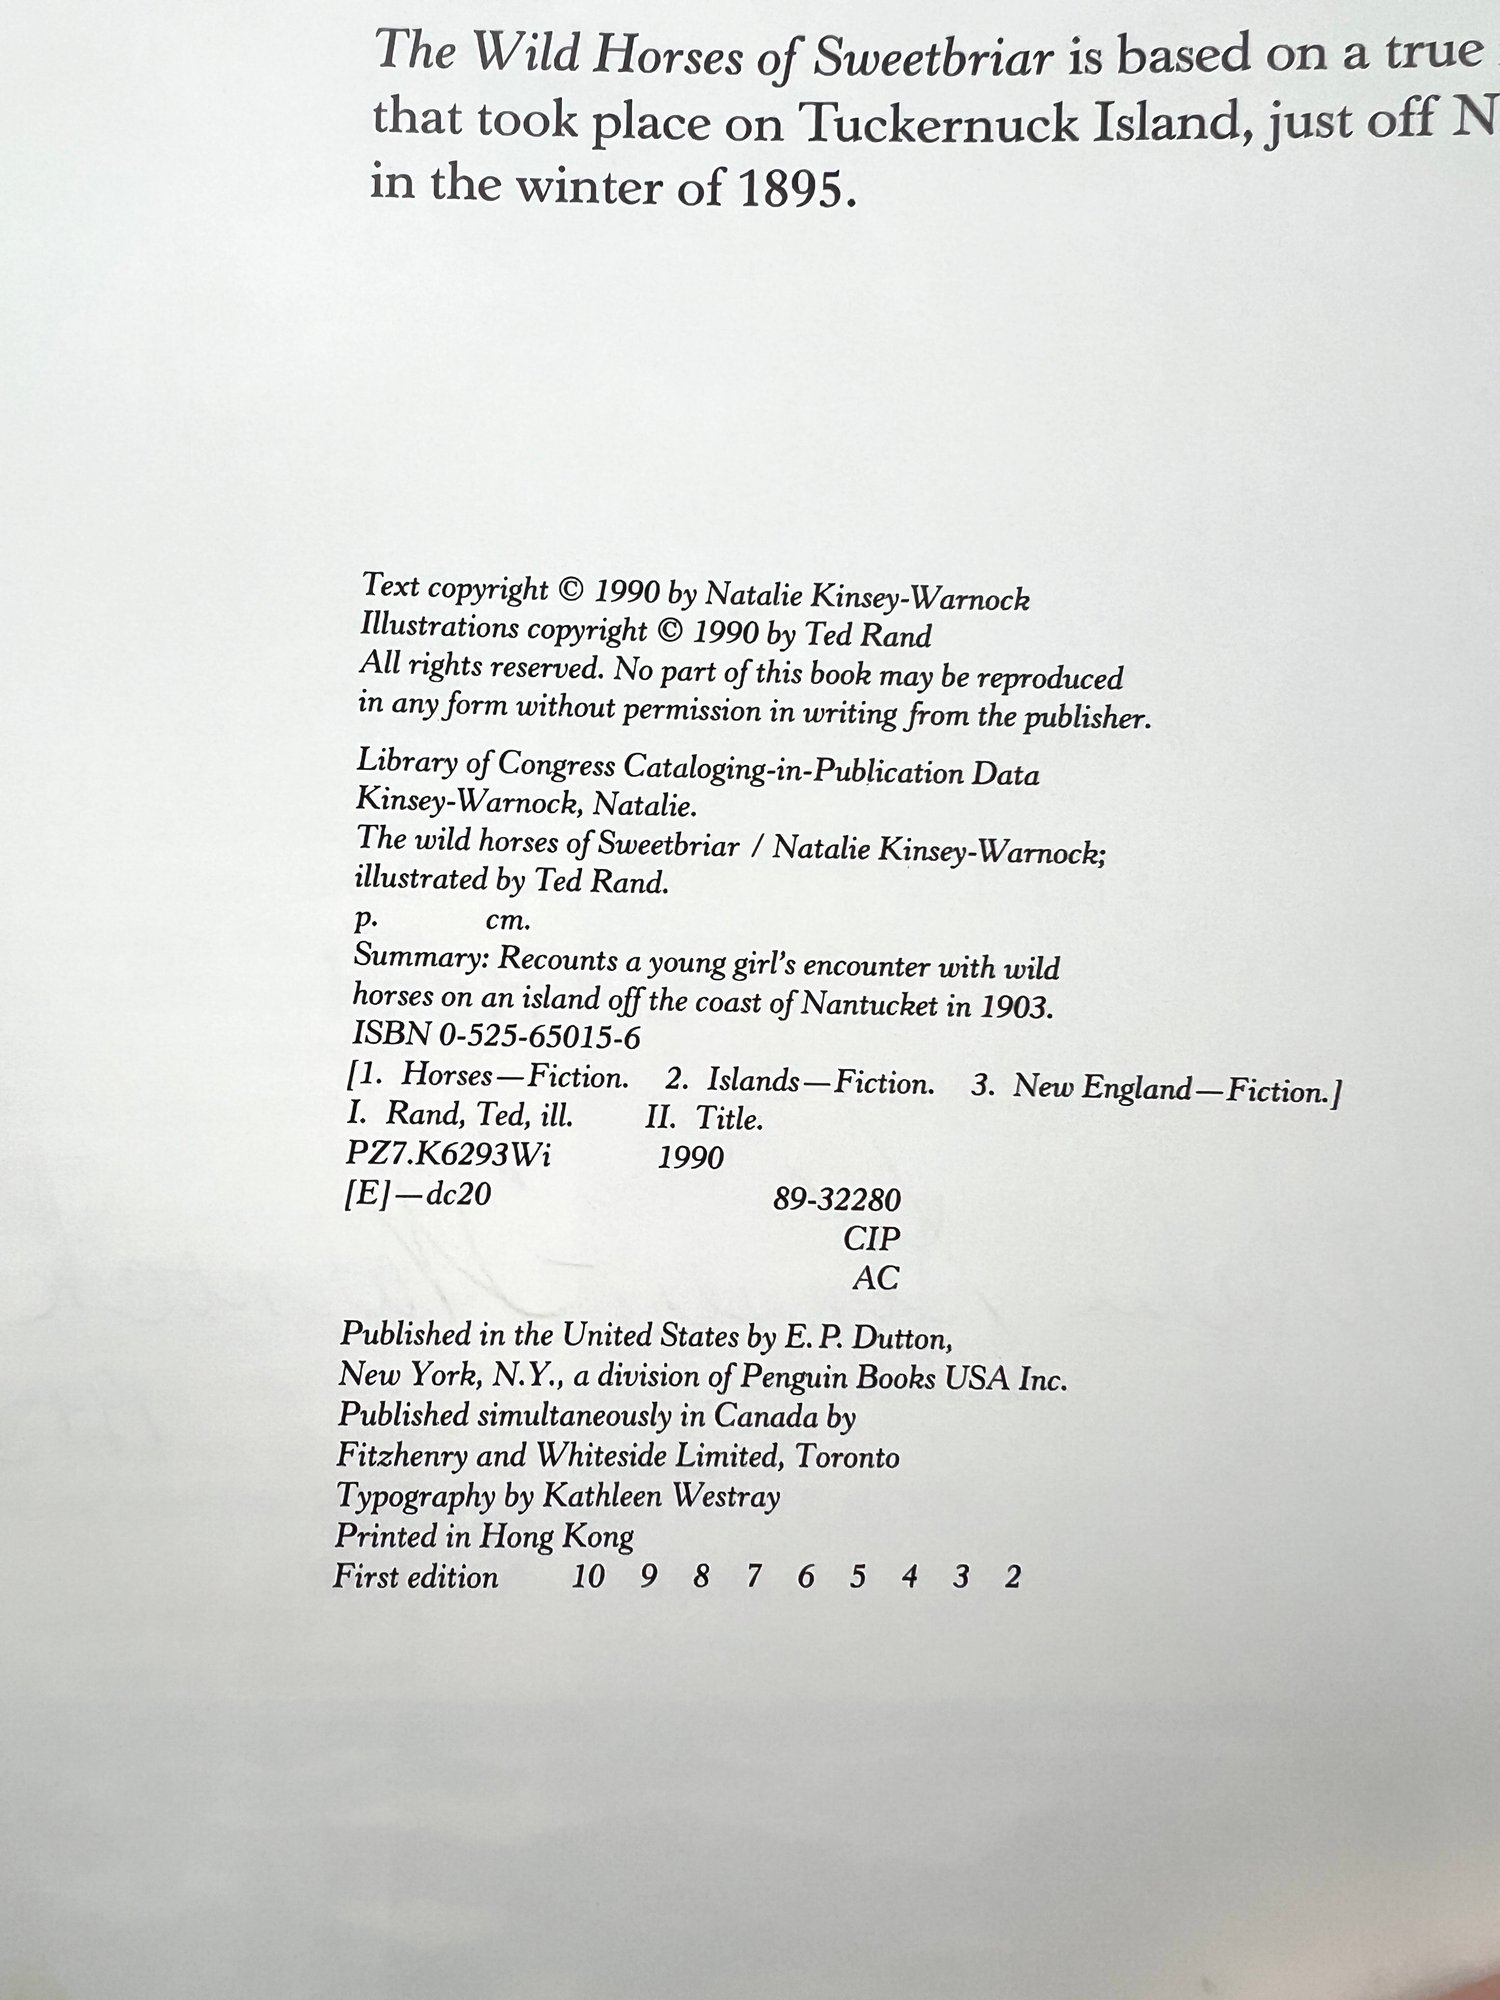 The Wild Horses of Sweetbriar is based on a true
that took place on Tuckernuck Island, just off N
in the winter of 1895.
Text copyright © 1990 by Natalie Kinsey-Warnock
Illustrations copyright © 1990 by Ted Rand
All rights reserved. No part of this book may be reproduced
in any form without permission in writing from the publisher.
Library of Congress Cataloging-in-Publication Data
Kinsey-Warnock, Natalie.
The wild horses of Sweetbriar / Natalie Kinsey-Warnock;
illustrated by Ted Rand.
p. cm.
Summary: Recounts a young girl's encounter with wild
horses on an island off the coast of Nantucket in 1903.
ISBN 0-525-65015-6
[1. Horses—Fiction. 2. Islands—Fiction. 3. New England—Fiction.]
I. Rand, Ted, ill. II. Title.
PZ7.K6293Wi 1990
[E]—dc20 89-32280
CIP
AC
Published in the United States by E. P. Dutton,
New York, N.Y., a division of Penguin Books USA Inc.
Published simultaneously in Canada by
Fitzhenry and Whiteside Limited, Toronto
Typography by Kathleen Westray
Printed in Hong Kong
First edition 10 9 8 7 6 5 4 3 2